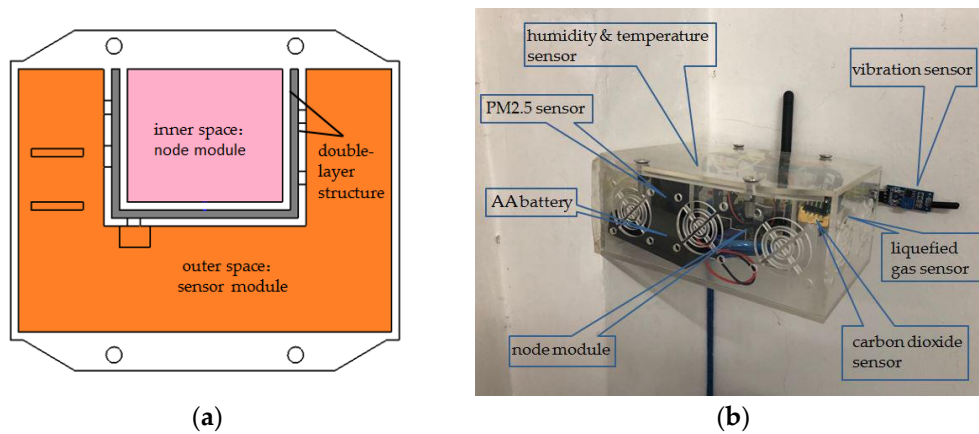 inner space:
node module
double-
layer
structure
outer space:
sensor module
(a)
humidity & temperature
sensor
PM2.5 sensor
AA battery
node module
vibration sensor
liquefied
gas sensor
carbon dioxide
sensor
(b)